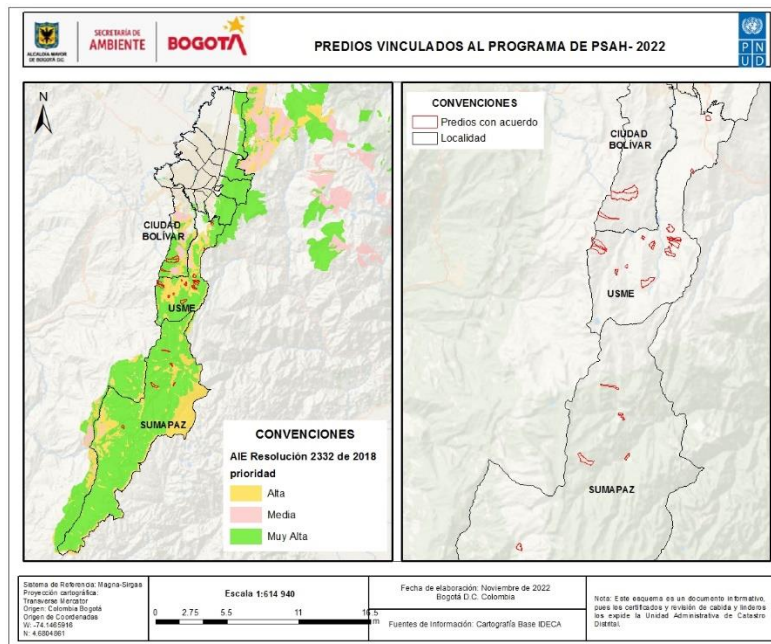 ALCALDÍA MAYOR
DE BOGOTÁ D.C.
SECRETARÍA DE
AMBIENTE
BOGOTÁ
PREDIOS VINCULADOS AL PROGRAMA DE PSAH- 2022
P N
U D
N
CIUDAD
BOLÍVAR
USME
SUMAPAZ
CONVENCIONES
AIE Resolución 2332 de 2018
prioridad
Alta
Media
Muy Alta
CONVENCIONES
Predios con acuerdo
Localidad
CIUDAD
BOLÍVAR
USME
SUMAPAZ
Sistema de Referencia: Magna-Sirgas
Proyección cartográfica:
Transverse Mercator
Origen: Colombia Bogotá
Origen de Coordenadas
W: -74.1465916
N: 4.6804861
Escala 1:614 940
0 2.75 5.5 11 16.5
Fecha de elaboración: Noviembre de 2022
Bogotá D.C. Colombia
Fuentes de Información: Cartografía Base IDECA
Nota: Este esquema es un documento informativo,
pues los certificados y revisión de cabida y linderos
los expide la Unidad Administrativa de Catastro
Distrital.